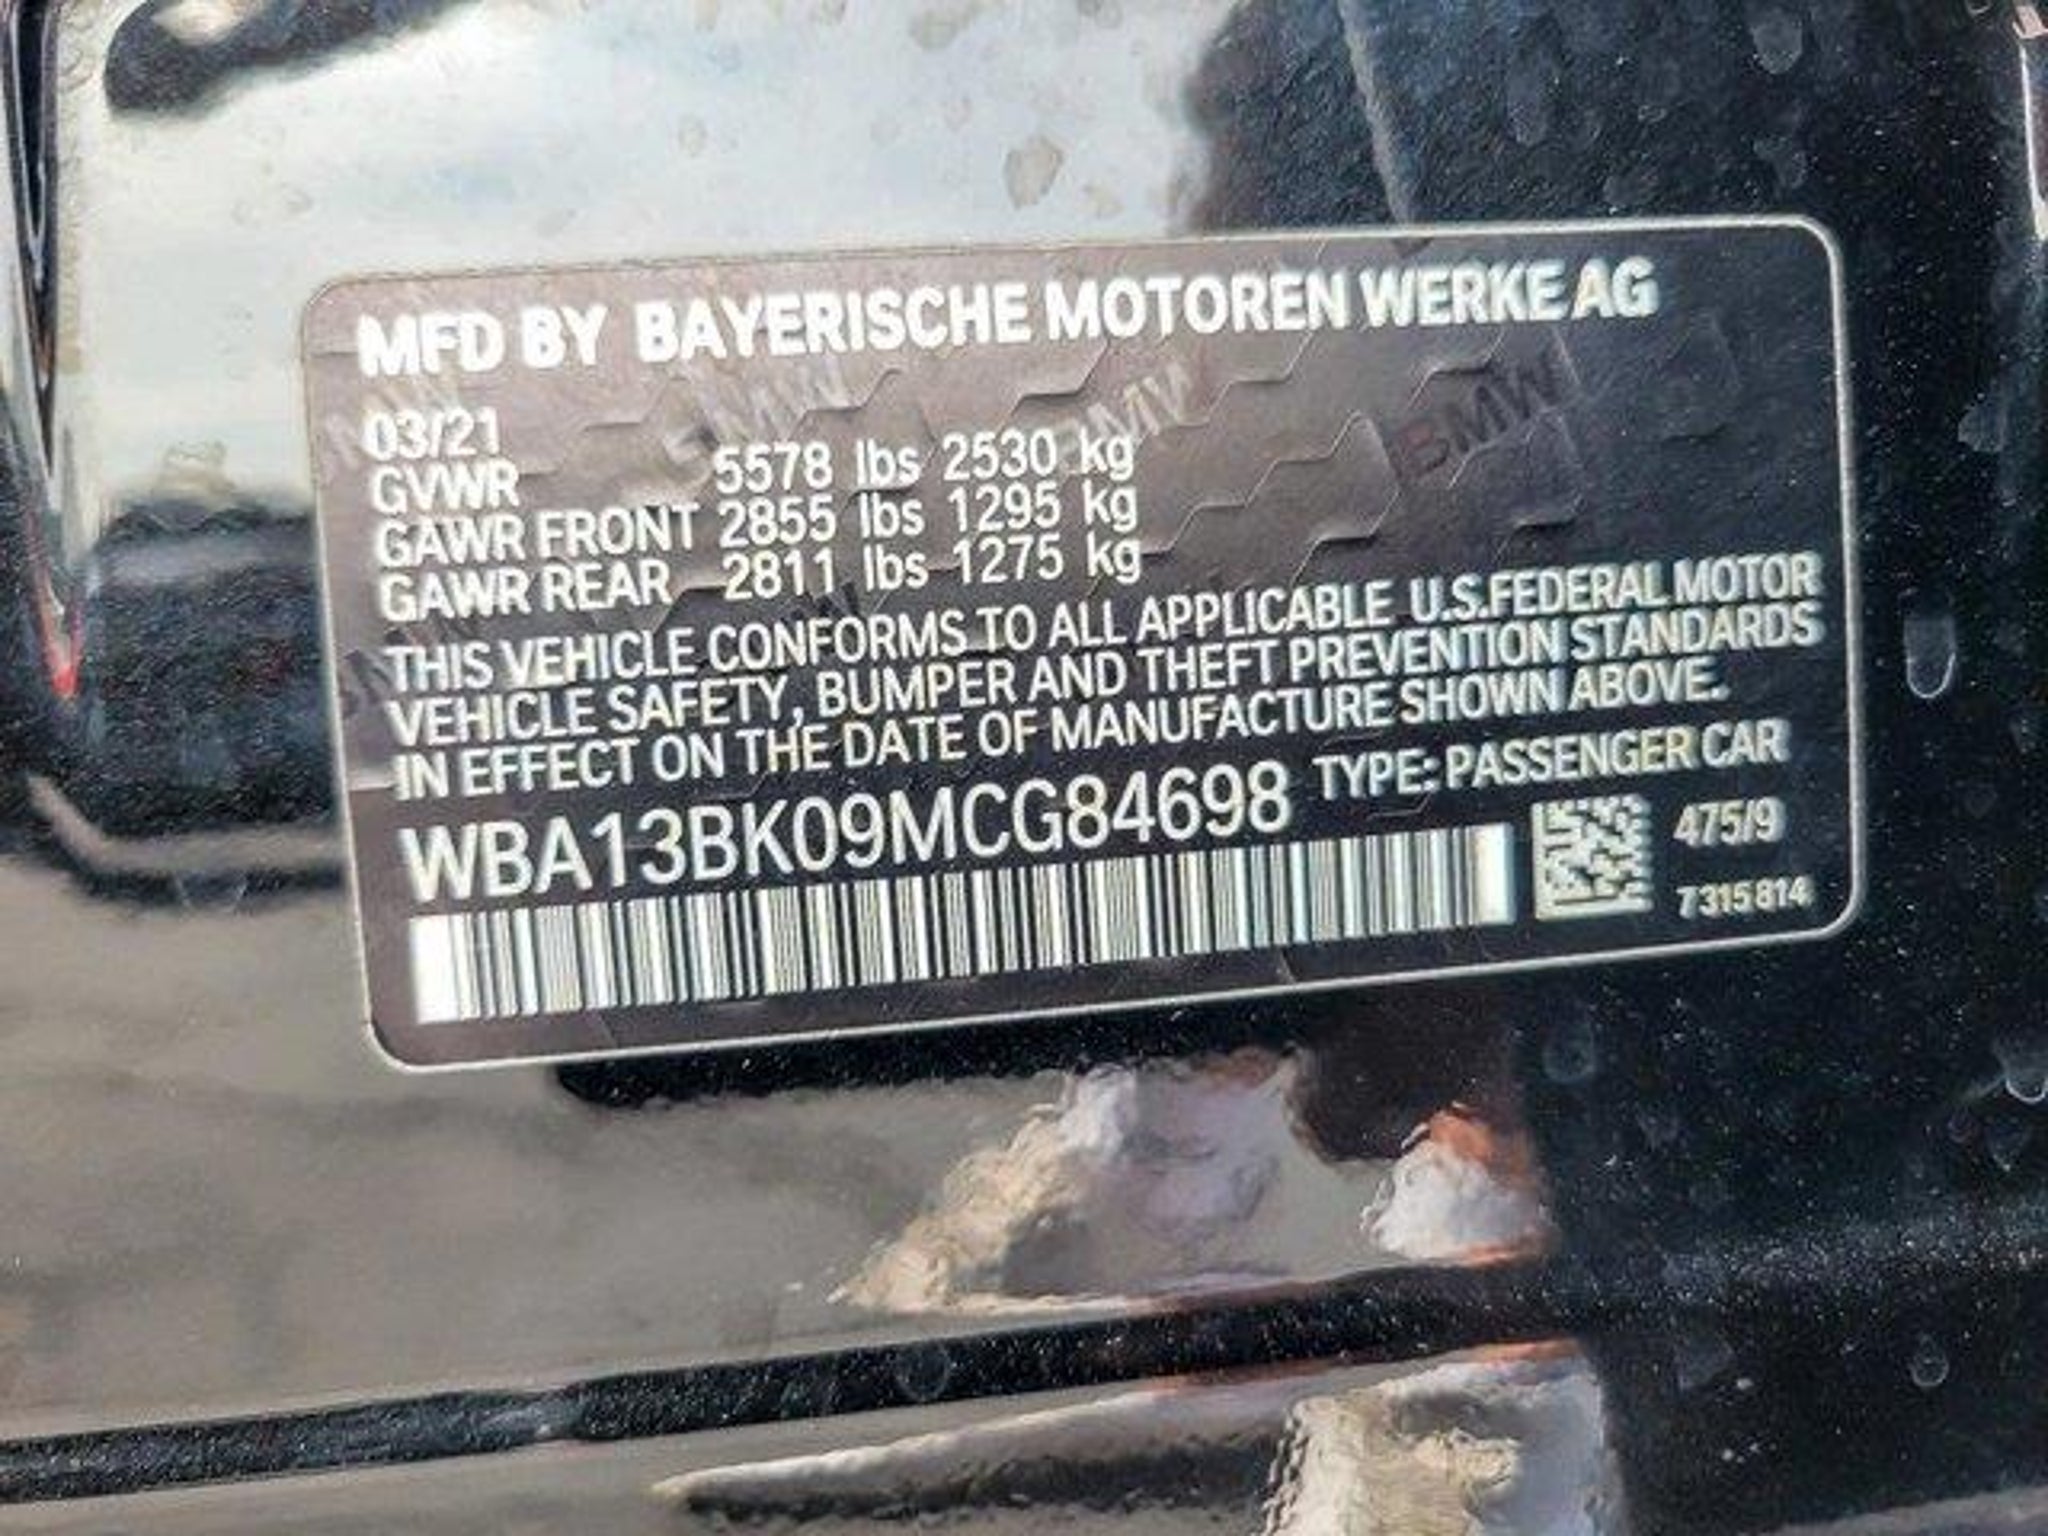 MFD BY BAYERISCHE MOTOREN WERKE AG
03/21
GVWR 5578 lbs 2530 kg
GAWR FRONT 2855 lbs 1295 kg
GAWR REAR 2811 lbs 1275 kg
THIS VEHICLE CONFORMS TO ALL APPLICABLE U.S.FEDERAL MOTOR
VEHICLE SAFETY, BUMPER AND THEFT PREVENTION STANDARDS
IN EFFECT ON THE DATE OF MANUFACTURE SHOWN ABOVE.
WBA13BK09MCG84698 TYPE: PASSENGER CAR
475/9
7315814